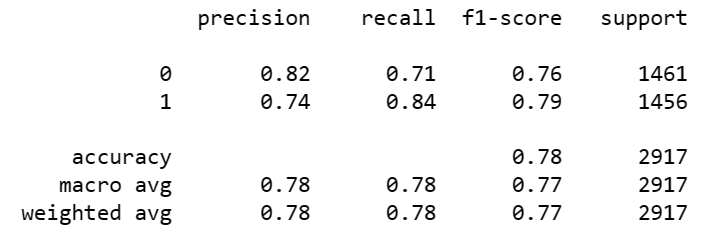 precision recall f1-score support
0 0.82 0.71 0.76 1461
1 0.74 0.84 0.79 1456
accuracy 0.78 2917
macro avg 0.78 0.78 0.77 2917
weighted avg 0.78 0.78 0.77 2917